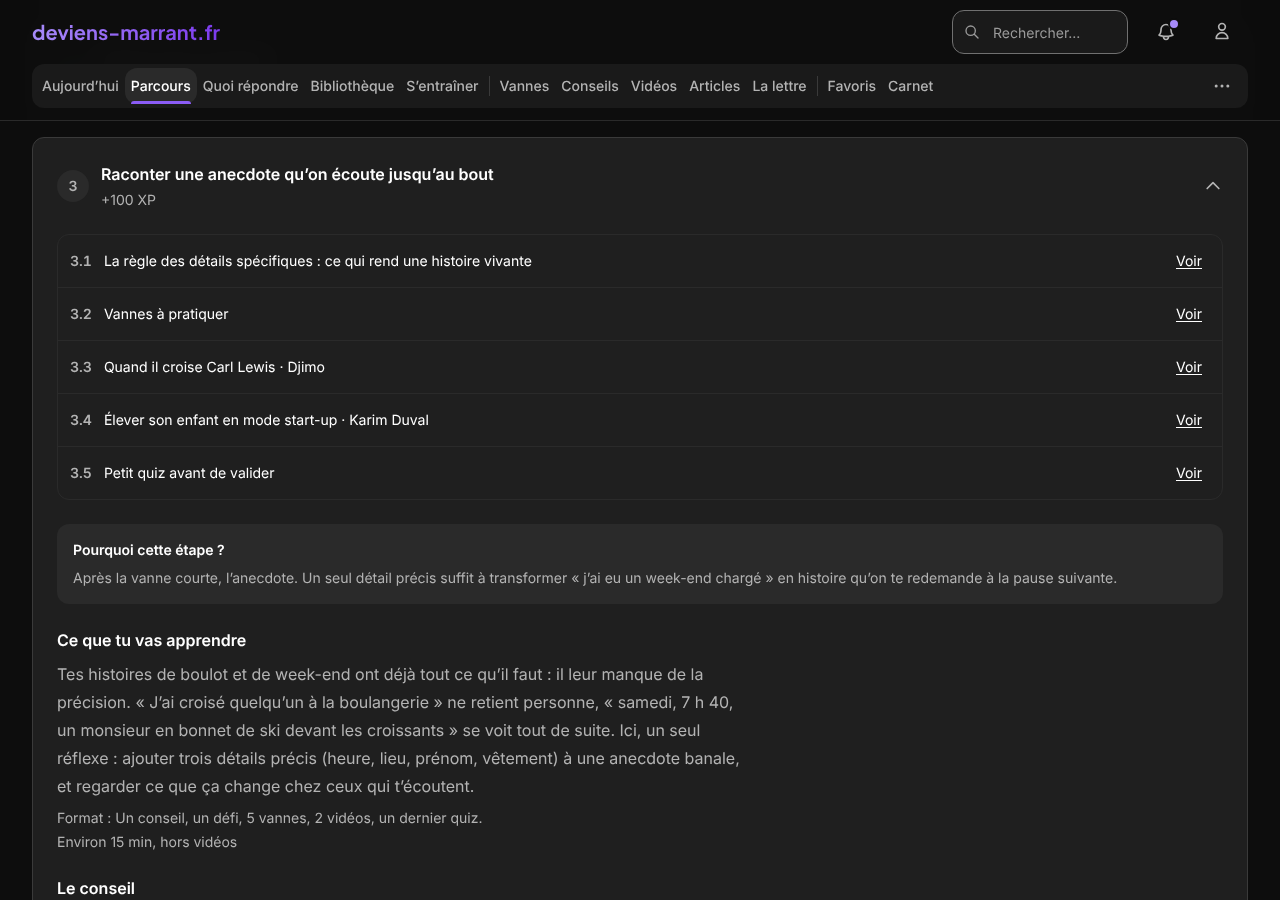 deviens-marrant.fr
Rechercher...
Aujourd’hui Parcours Quoi répondre Bibliothèque S’entraîner Vannes Conseils Vidéos Articles La lettre Favoris Carnet
3
Raconter une anecdote qu’on écoute jusqu’au bout
+100 XP
3.1 La règle des détails spécifiques : ce qui rend une histoire vivante Voir
3.2 Vannes à pratiquer Voir
3.3 Quand il croise Carl Lewis · Djimo Voir
3.4 Élever son enfant en mode start-up · Karim Duval Voir
3.5 Petit quiz avant de valider Voir
Pourquoi cette étape ?
Après la vanne courte, l’anecdote. Un seul détail précis suffit à transformer « j’ai eu un week-end chargé » en histoire qu’on te redemande à la pause suivante.
Ce que tu vas apprendre
Tes histoires de boulot et de week-end ont déjà tout ce qu’il faut : il leur manque de la
précision. « J’ai croisé quelqu’un à la boulangerie » ne retient personne, « samedi, 7 h 40,
un monsieur en bonnet de ski devant les croissants » se voit tout de suite. Ici, un seul
réflexe : ajouter trois détails précis (heure, lieu, prénom, vêtement) à une anecdote banale,
et regarder ce que ça change chez ceux qui t’écoutent.
Format : Un conseil, un défi, 5 vannes, 2 vidéos, un dernier quiz.
Environ 15 min, hors vidéos
Le conseil